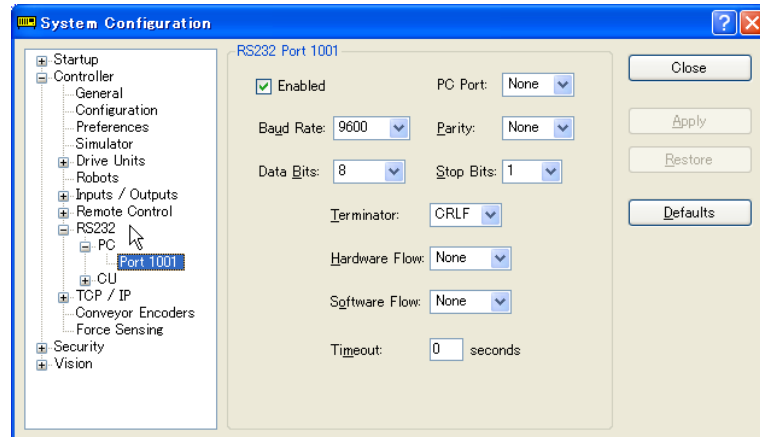 System Configuration
Startup
Controller
General
Configuration
Preferences
Simulator
Drive Units
Robots
Inputs / Outputs
Remote Control
RS232
PC
Port 1001
CU
TCP / IP
Conveyor Encoders
Force Sensing
Security
Vision
RS232 Port 1001
Enabled
PC Port: None
Baud Rate: 9600
Parity: None
Data Bits: 8
Stop Bits: 1
Terminator: CRLF
Hardware Flow: None
Software Flow: None
Timeout: 0 seconds
Close
Apply
Restore
Defaults